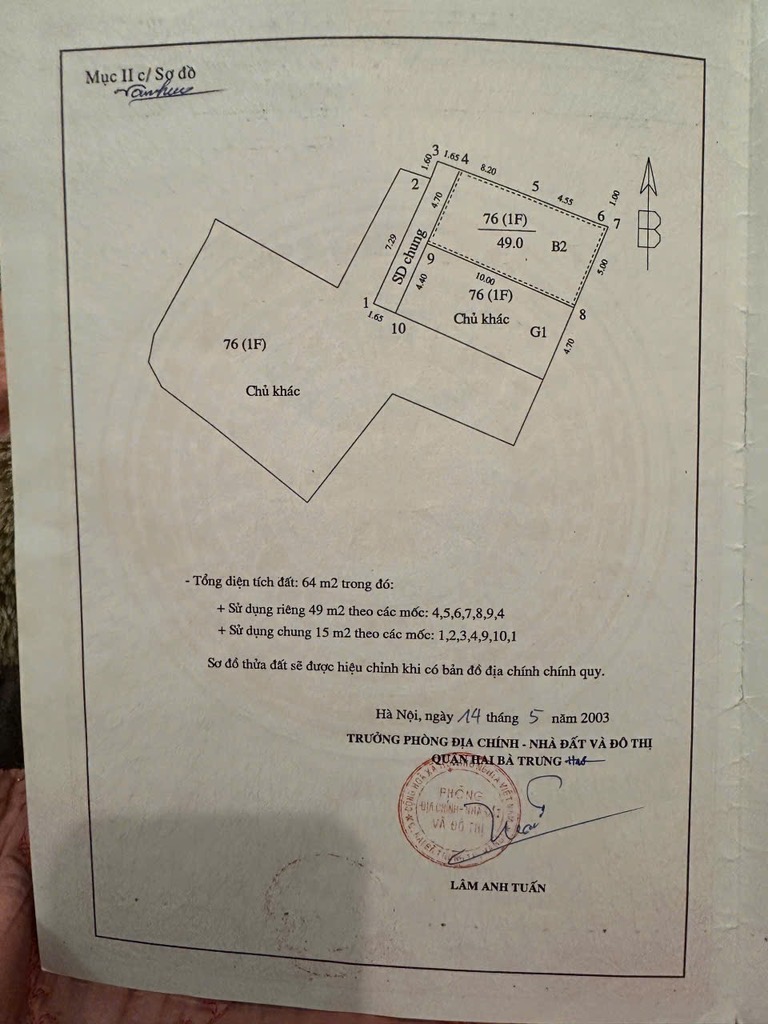 Mục II c/ Sơ đồ
3
1.60
1.65
4
8.20
5
4.55
6
1.00
7
2
4.70
76 (1F)
49.0
B2
B
7.29
SD chung
9
10.00
5.00
4.40
76 (1F)
Chủ khác
G1
8
1
1.65
10
4.70
76 (1F)
Chủ khác
- Tổng diện tích đất: 64 m2 trong đó:
+ Sử dụng riêng 49 m2 theo các mốc: 4,5,6,7,8,9,4
+ Sử dụng chung 15 m2 theo các mốc: 1,2,3,4,9,10,1
Sơ đồ thửa đất sẽ được hiệu chỉnh khi có bản đồ địa chính chính quy.
Hà Nội, ngày 14 tháng 5 năm 2003
TRƯỞNG PHÒNG ĐỊA CHÍNH - NHÀ ĐẤT VÀ ĐÔ THỊ
QUẬN HAI BÀ TRƯNG
PHÒNG
VÀ ĐÔ THỊ
LÂM ANH TUẤN